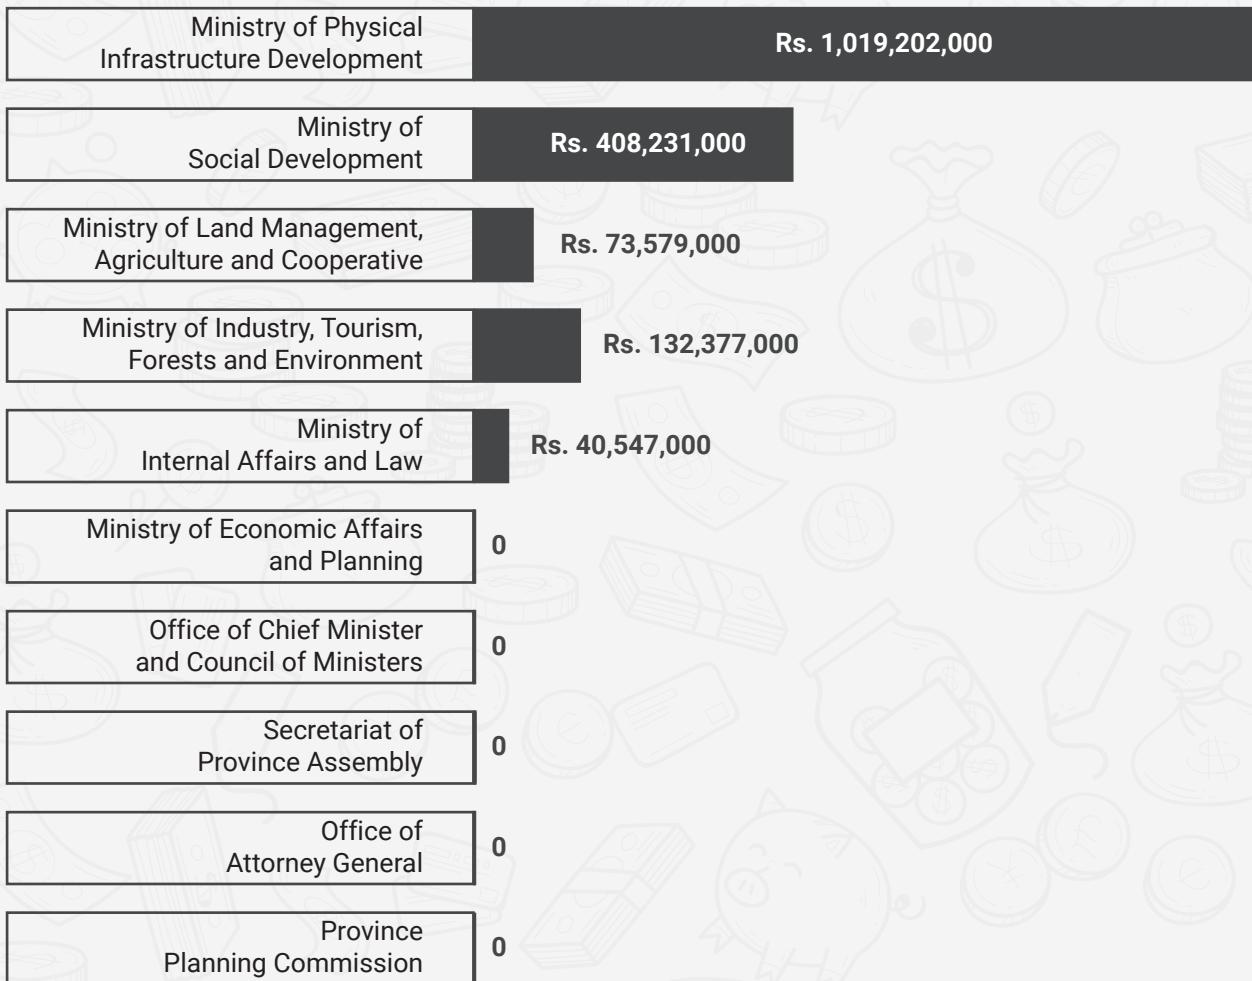 Ministry of Physical
Infrastructure Development
Rs. 1,019,202,000
Ministry of
Social Development
Rs. 408,231,000
Ministry of Land Management,
Agriculture and Cooperative
Rs. 73,579,000
Ministry of Industry, Tourism,
Forests and Environment
Rs. 132,377,000
Ministry of
Internal Affairs and Law
Rs. 40,547,000
Ministry of Economic Affairs
and Planning
0
Office of Chief Minister
and Council of Ministers
0
Secretariat of
Province Assembly
0
Office of
Attorney General
0
Province
Planning Commission
0